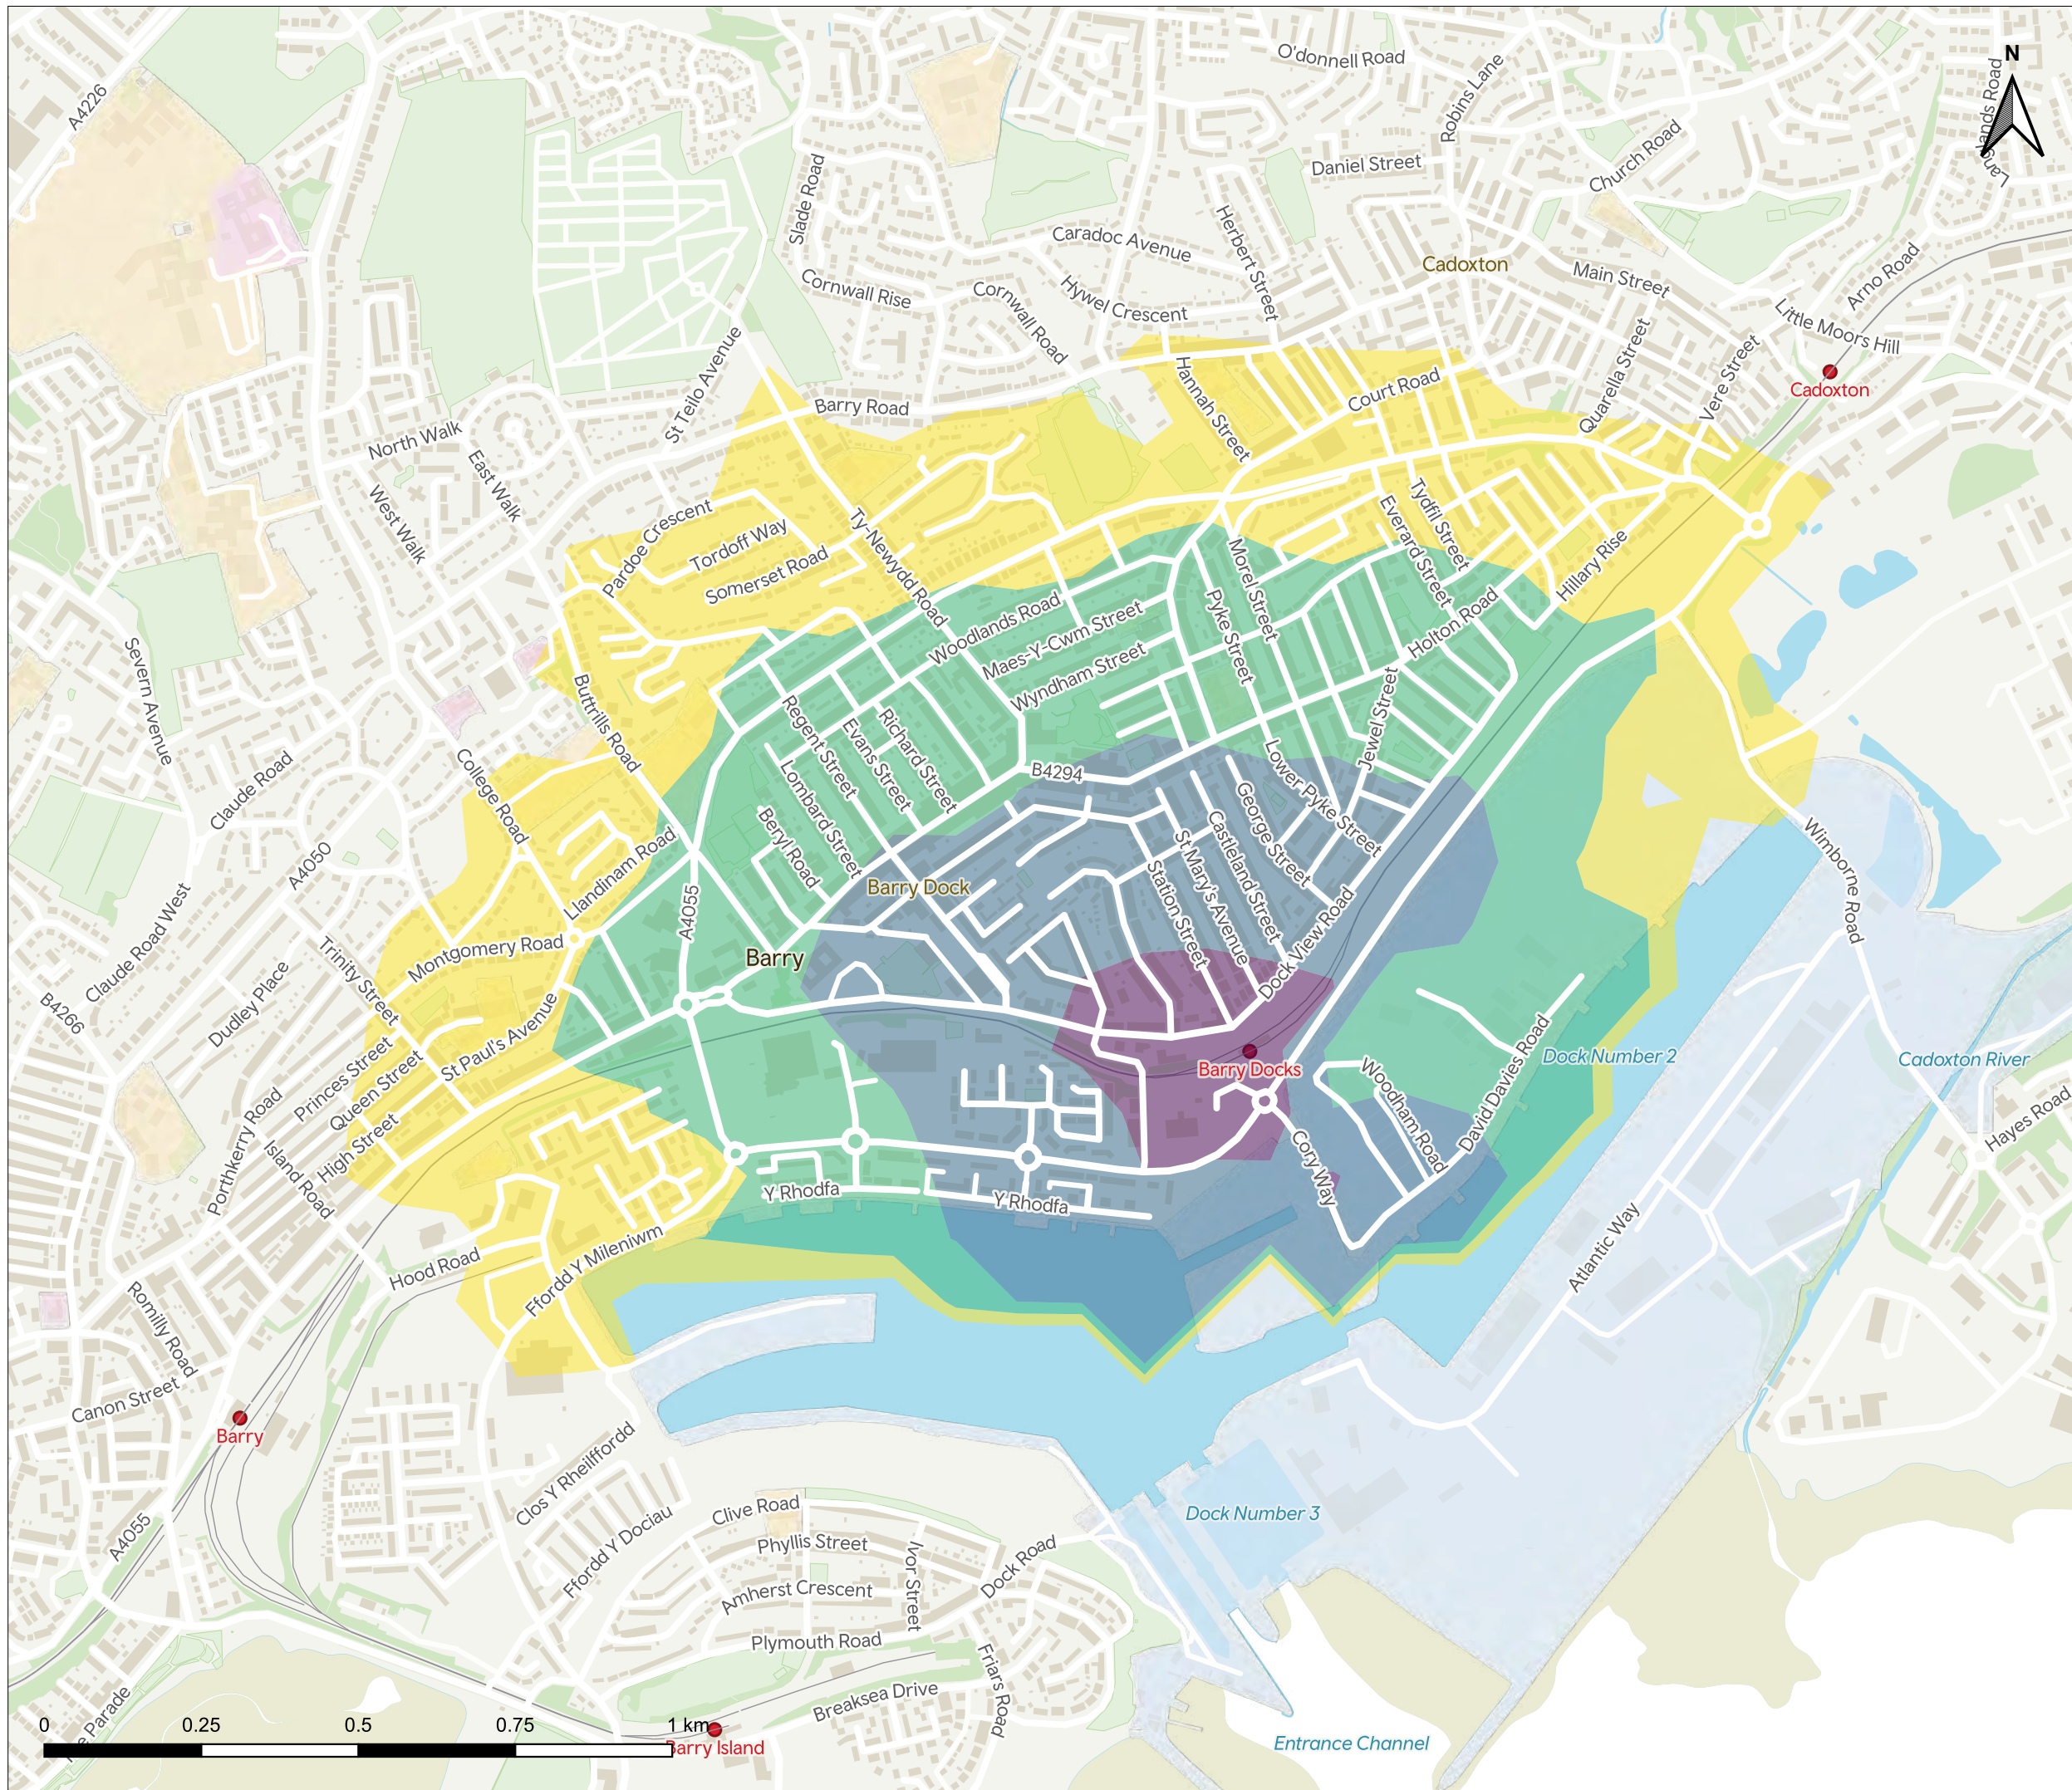 N
O'donnell Road
Robins Lane
A4226
Langlands Road
Daniel Street
Church Road
Slade Road
Herbert Street
Caradoc Avenue
Cadoxton
Main Street
Arno Road
Cornwall Rise
Cornwall Road
Hywel Crescent
Little Moors Hill
St Teilo Avenue
Hannah Street
Court Road
Quarella Street
Vere Street
Cadoxton
Barry Road
North Walk
East Walk
West Walk
Pardoe Crescent
Tordoff Way
Somerset Road
Ty-Newydd Road
Everard Street
Tydfil Street
Morel Street
Hillary Rise
Pyke Street
Holton Road
Woodlands Road
Maes-Y-Cwm Street
Wyndham Street
Severn Avenue
Buttrills Road
Regent Street
Evans Street
Richard Street
Jewel Street
B4294
Lower Pyke Street
College Road
Claude Road
Lombard Street
Beryl Road
George Street
Castleland Street
St Mary's Avenue
Station Street
Wimborne Road
A4050
Llandinam Road
A4055
Barry Dock
Claude Road West
Trinity Street
Montgomery Road
Barry
Dock View Road
B4266
Dudley Place
St Paul's Avenue
Princes Street
Queen Street
High Street
Porthkerry Road
Island Road
Barry Docks
Woodham Road
David Davies Road
Dock Number 2
Cadoxton River
Hayes Road
Cory Way
Y Rhodfa
Y Rhodfa
Hood Road
Ffordd Y Mileniwm
Atlantic Way
Romilly Road
Canon Street
Barry
Clos Y Rheilffordd
Ffordd Y Dociau
Clive Road
Phyllis Street
Amherst Crescent
Ivor Street
Dock Road
Dock Number 3
A4055
Plymouth Road
Friars Road
Breaksea Drive
Parade
0 0.25 0.5 0.75 1 km
Barry Island
Entrance Channel